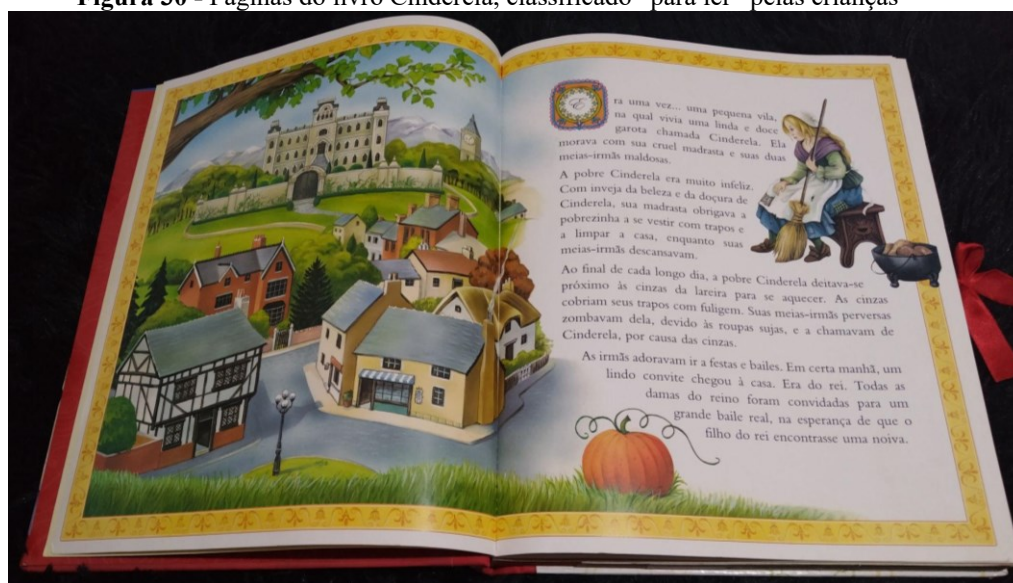 Figura 30 - Páginas do livro Cinderela, classificado "para ler" pelas crianças
Era uma vez... uma pequena vila,
na qual vivia uma linda e doce
garota chamada Cinderela. Ela
morava com sua cruel madrasta e suas duas
meias-irmãs maldosas.
A pobre Cinderela era muito infeliz.
Com inveja da beleza e da doçura de
Cinderela, sua madrasta obrigava a
pobrezinha a se vestir com trapos e
a limpar a casa, enquanto suas
meias-irmãs descansavam.
Ao final de cada longo dia, a pobre Cinderela deitava-se
próximo às cinzas da lareira para se aquecer. As cinzas
cobriam seus trapos com fuligem. Suas meias-irmãs perversas
zombavam dela, devido às roupas sujas, e a chamavam de
Cinderela, por causa das cinzas.
As irmãs adoravam ir a festas e bailes. Em certa manhã, um
lindo convite chegou à casa. Era do rei. Todas as
damas do reino foram convidadas para um
grande baile real, na esperança de que o
filho do rei encontrasse uma noiva.